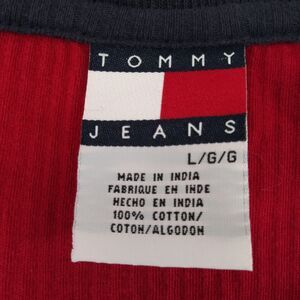 TOMMY
JEANS
L/G/G
MADE IN INDIA
FABRIQUE EN INDE
HECHO EN INDIA
100% COTTON/
COTON/ALGODON